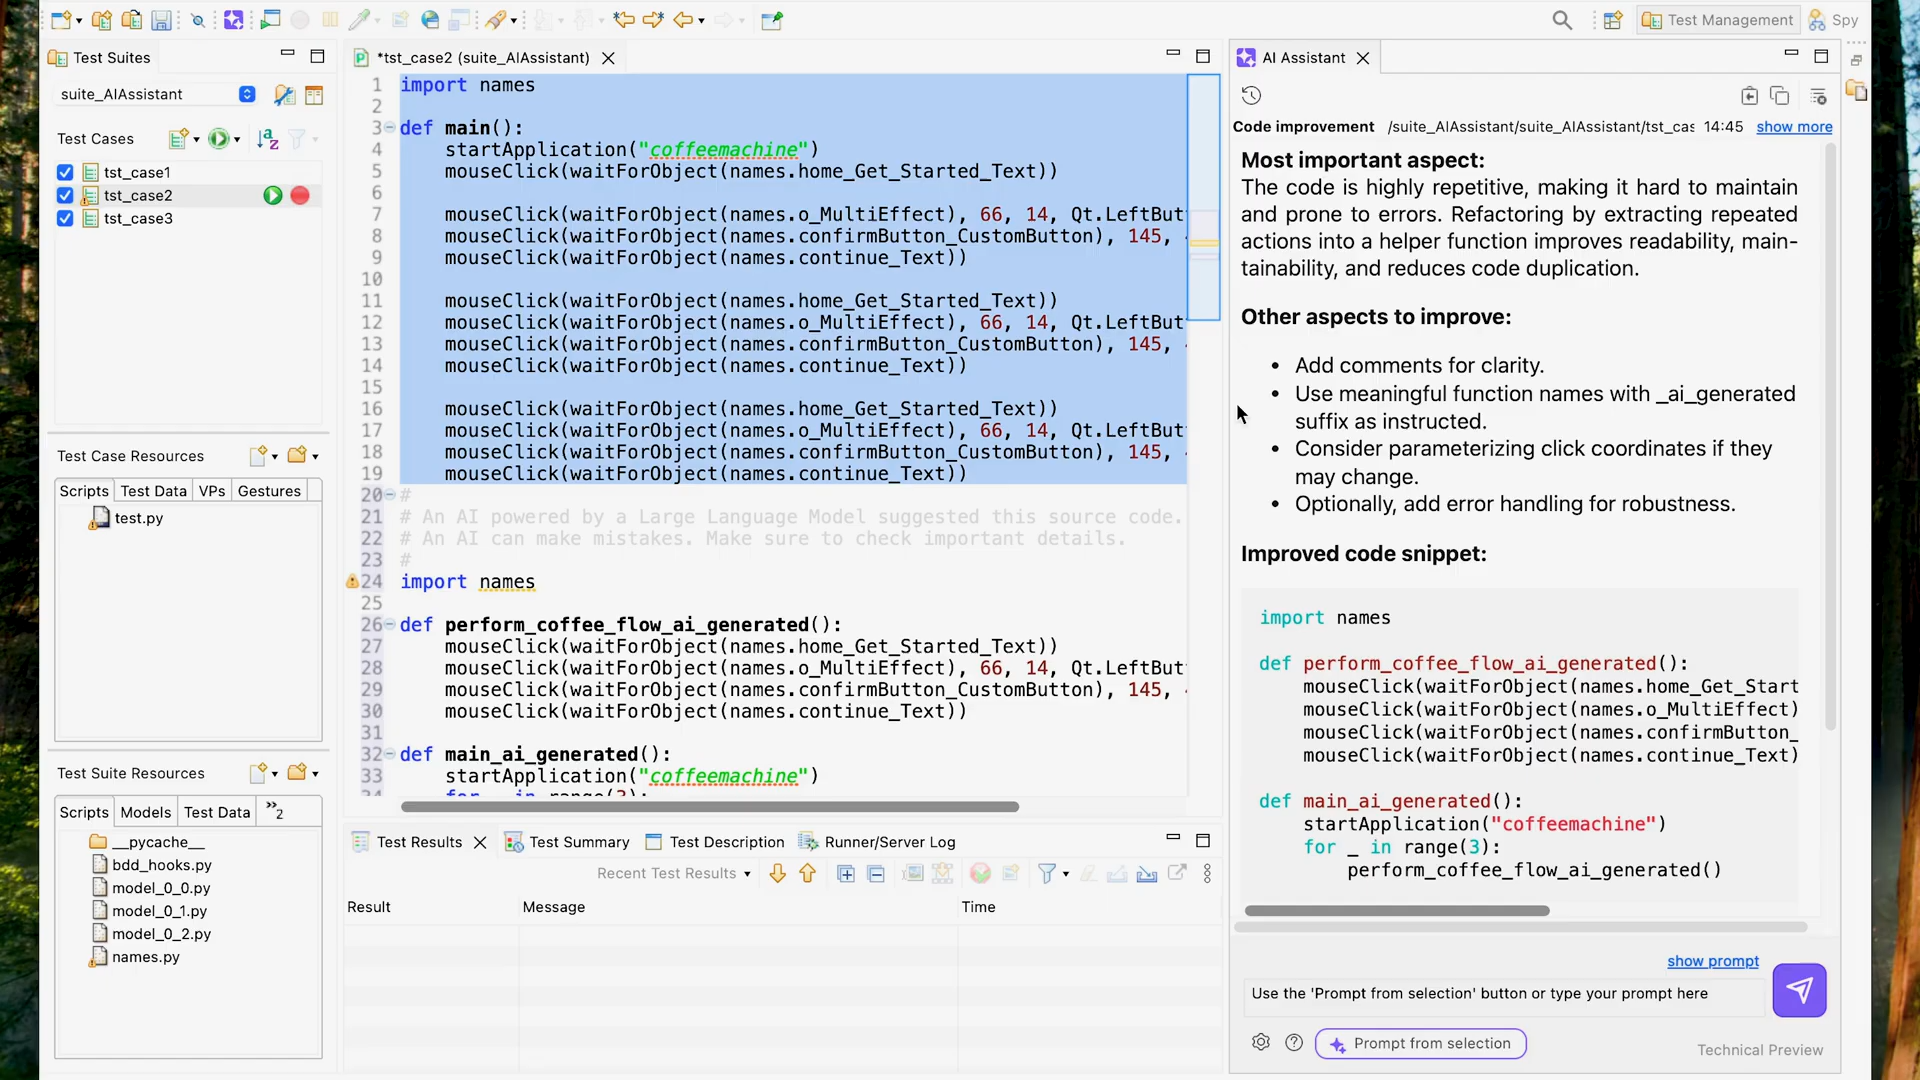 Test Management
Spy
Test Suites
suite_AIAssistant
Test Cases
tst_case1
tst_case2
tst_case3
Test Case Resources
Scripts
Test Data
VPs
Gestures
test.py
Test Suite Resources
Scripts
Models
Test Data
»2
__pycache__
bdd_hooks.py
model_0_0.py
model_0_1.py
model_0_2.py
names.py
*tst_case2 (suite_AIAssistant)
1 import names
2
3 def main():
4 startApplication("coffeemachine")
5 mouseClick(waitForObject(names.home_Get_Started_Text))
6
7 mouseClick(waitForObject(names.o_MultiEffect), 66, 14, Qt.LeftBut
8 mouseClick(waitForObject(names.confirmButton_CustomButton), 145,
9 mouseClick(waitForObject(names.continue_Text))
10
11 mouseClick(waitForObject(names.home_Get_Started_Text))
12 mouseClick(waitForObject(names.o_MultiEffect), 66, 14, Qt.LeftBut
13 mouseClick(waitForObject(names.confirmButton_CustomButton), 145,
14 mouseClick(waitForObject(names.continue_Text))
15
16 mouseClick(waitForObject(names.home_Get_Started_Text))
17 mouseClick(waitForObject(names.o_MultiEffect), 66, 14, Qt.LeftBut
18 mouseClick(waitForObject(names.confirmButton_CustomButton), 145,
19 mouseClick(waitForObject(names.continue_Text))
20 #
21 # An AI powered by a Large Language Model suggested this source code.
22 # An AI can make mistakes. Make sure to check important details.
23 #
24 import names
25
26 def perform_coffee_flow_ai_generated():
27 mouseClick(waitForObject(names.home_Get_Started_Text))
28 mouseClick(waitForObject(names.o_MultiEffect), 66, 14, Qt.LeftBut
29 mouseClick(waitForObject(names.confirmButton_CustomButton), 145,
30 mouseClick(waitForObject(names.continue_Text))
31
32 def main_ai_generated():
33 startApplication("coffeemachine")
34 for _ in range(3):
Test Results
Test Summary
Test Description
Runner/Server Log
Recent Test Results
Result
Message
Time
AI Assistant
Code improvement /suite_AIAssistant/suite_AIAssistant/tst_cas 14:45 show more
Most important aspect:
The code is highly repetitive, making it hard to maintain
and prone to errors. Refactoring by extracting repeated
actions into a helper function improves readability, main-
tainability, and reduces code duplication.
Other aspects to improve:
• Add comments for clarity.
• Use meaningful function names with _ai_generated
suffix as instructed.
• Consider parameterizing click coordinates if they
may change.
• Optionally, add error handling for robustness.
Improved code snippet:
import names
def perform_coffee_flow_ai_generated():
mouseClick(waitForObject(names.home_Get_Start
mouseClick(waitForObject(names.o_MultiEffect)
mouseClick(waitForObject(names.confirmButton_
mouseClick(waitForObject(names.continue_Text)
def main_ai_generated():
startApplication("coffeemachine")
for _ in range(3):
perform_coffee_flow_ai_generated()
show prompt
Use the 'Prompt from selection' button or type your prompt here
Prompt from selection
Technical Preview